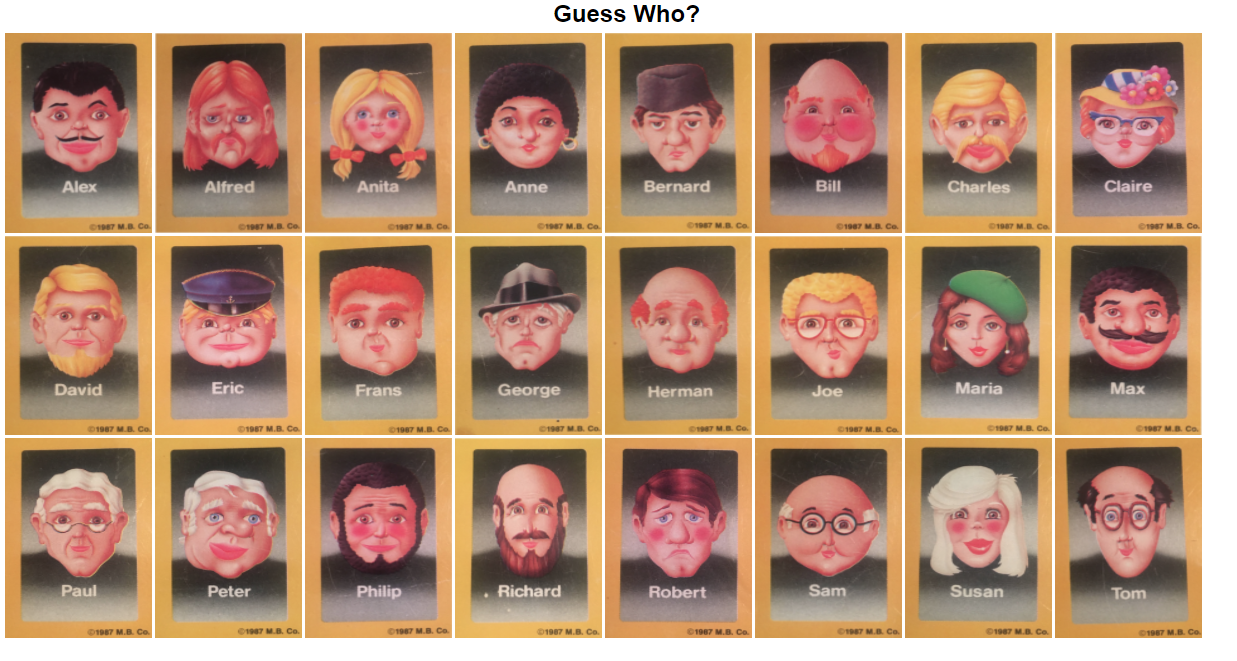 Guess Who?
Alex Alfred Anita Anne Bernard Bill Charles Claire
©1987 M.B. Co. ©1987 M.B. Co. ©1987 M.B. Co. ©1987 M.B. Co. ©1987 M.B. Co. ©1987 M.B. Co. ©1987 M.B. Co. ©1987 M.B. Co.
David Eric Frans George Herman Joe Maria Max
©1987 M.B. Co. ©1987 M.B. Co. ©1987 M.B. Co. ©1987 M.B. Co. ©1987 M.B. Co. ©1987 M.B. Co. ©1987 M.B. Co. ©1987 M.B. Co.
Paul Peter Philip Richard Robert Sam Susan Tom
©1987 M.B. Co. ©1987 M.B. Co. ©1987 M.B. Co. ©1987 M.B. Co. ©1987 M.B. Co. ©1987 M.B. Co. ©1987 M.B. Co. ©1987 M.B. Co.